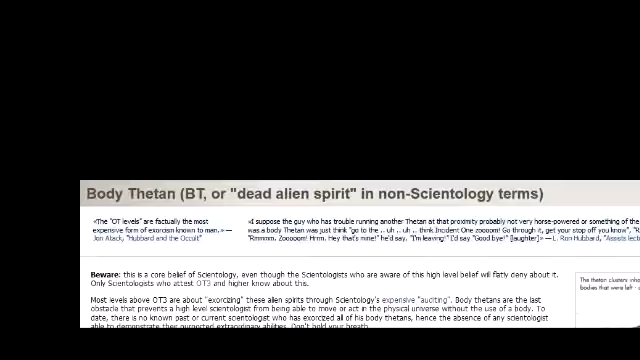 Body Thetan (BT, or "dead alien spirit" in non-Scientology terms)
«The "OT levels" are factually the most
expensive form of exorcism known to man.» —
Jon Atack, "Hubbard and the Occult"
«I suppose the guy who has trouble running another Thetan at that proximity probably not very horse-powered or something of the
was a body Thetan was just think "go to the .. uh .. uh .. think Incident One zooooom! Go through it, get your stop off you know",
"Rmmmm, Zooooom! Hrm, Hey that's mine!" he'd say, "I'm leaving!" I'd say "Good bye!" [laughter]» — L. Ron Hubbard, "Assists lect
Beware: this is a core belief of Scientology, even though the Scientologists who are aware of this high level belief will flatly deny about it.
Only Scientologists who attest OT3 and higher know about this.
Most levels above OT3 are about "exorcizing" these alien spirits through Scientology's expensive "auditing". Body thetans are the last
obstacle that prevents a high level scientologist from being able to move or act in the physical universe without the use of a body. To
date, there is no known past or current scientologist who has exorcized all of his body thetans, hence the absence of any scientologist
able to demonstrate their purported extraordinary abilities. Don't hold your breath.
The thetan clusters inha
bodies that were left -